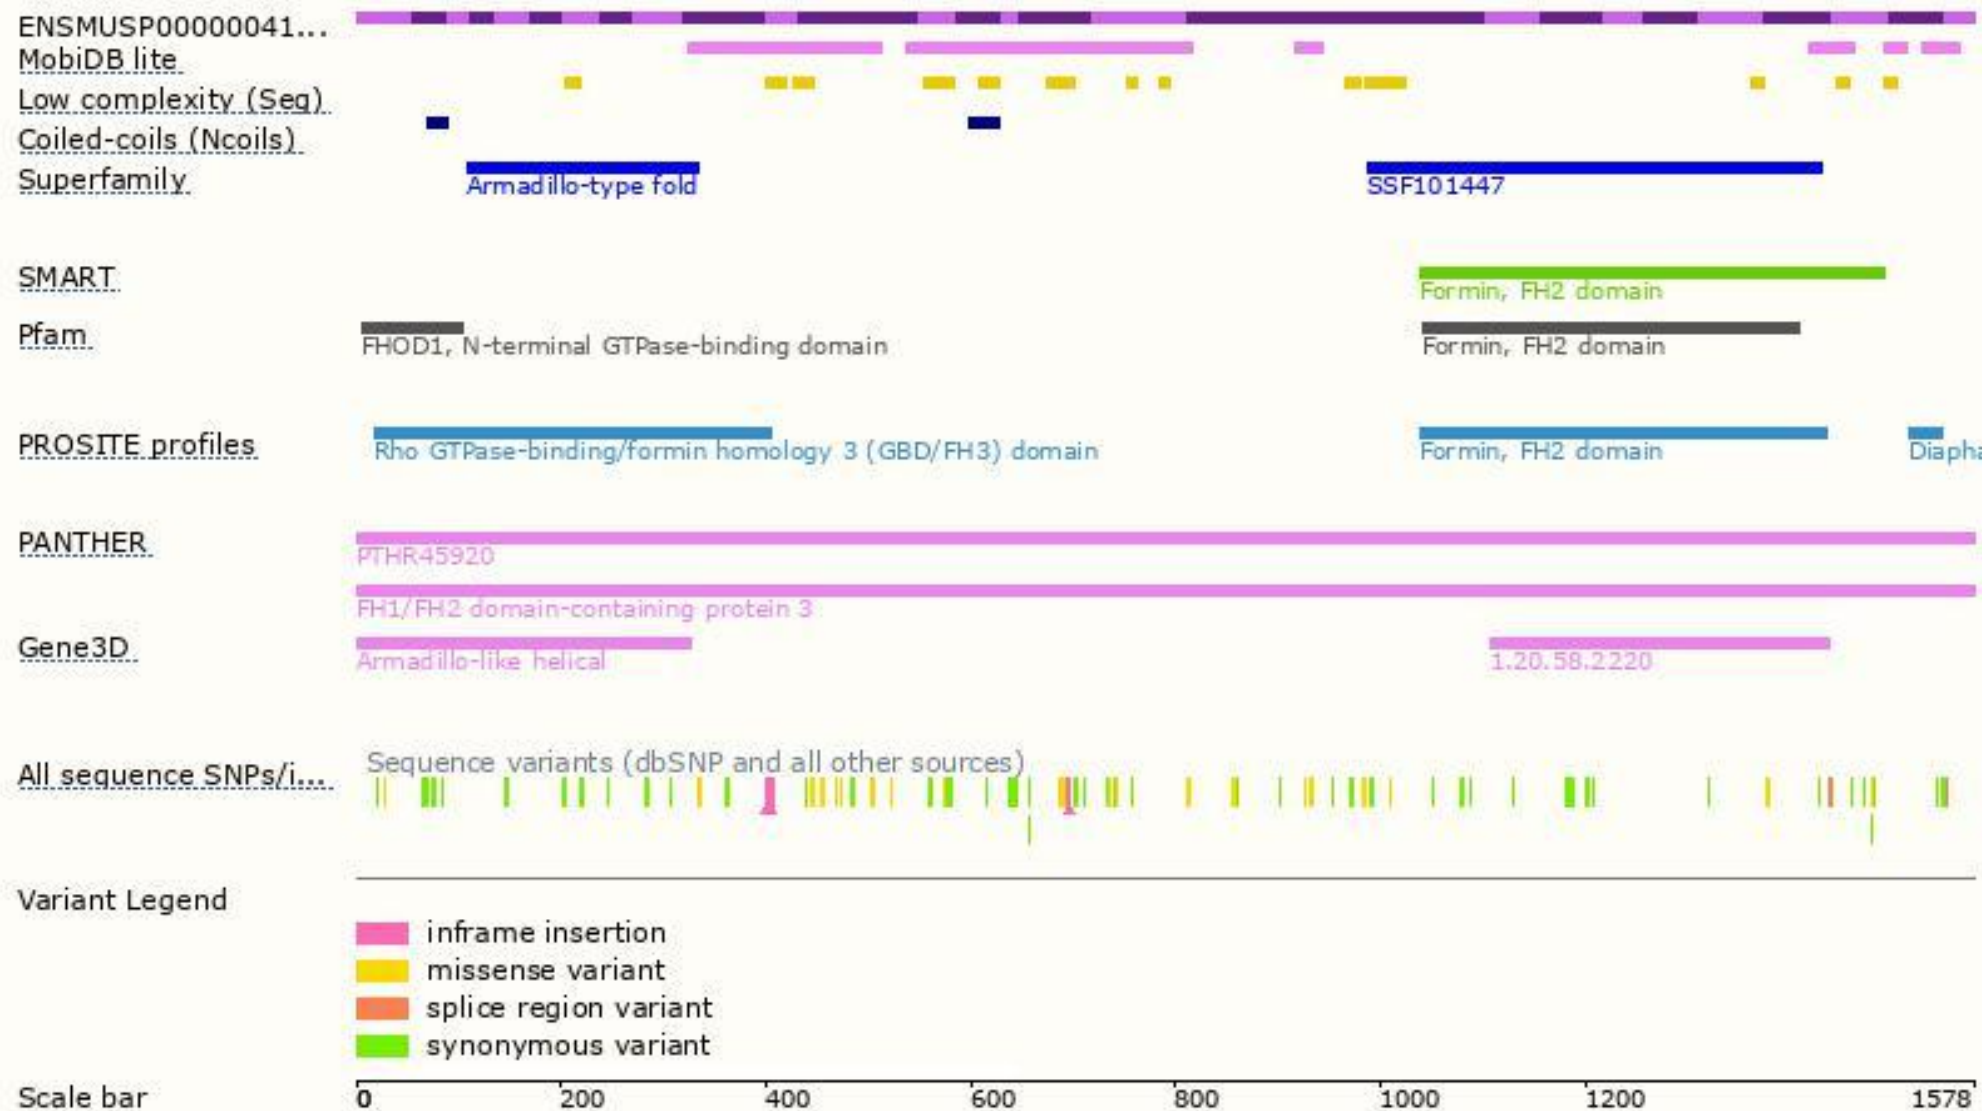 ENSMUSP00000041...
MobiDB lite
Low complexity (Seg)
Coiled-coils (Ncoils)
Superfamily
Armadillo-type fold SSF101447
SMART
Formin, FH2 domain
Pfam
FHOD1, N-terminal GTPase-binding domain Formin, FH2 domain
PROSITE profiles
Rho GTPase-binding/formin homology 3 (GBD/FH3) domain Formin, FH2 domain Diapha
PANTHER
PTHR45920
FH1/FH2 domain-containing protein 3
Gene3D
Armadillo-like helical 1.20.58.2220
Sequence variants (dbSNP and all other sources)
All sequence SNPs/i...
Variant Legend
inframe insertion
missense variant
splice region variant
synonymous variant
Scale bar 0 200 400 600 800 1000 1200 1578